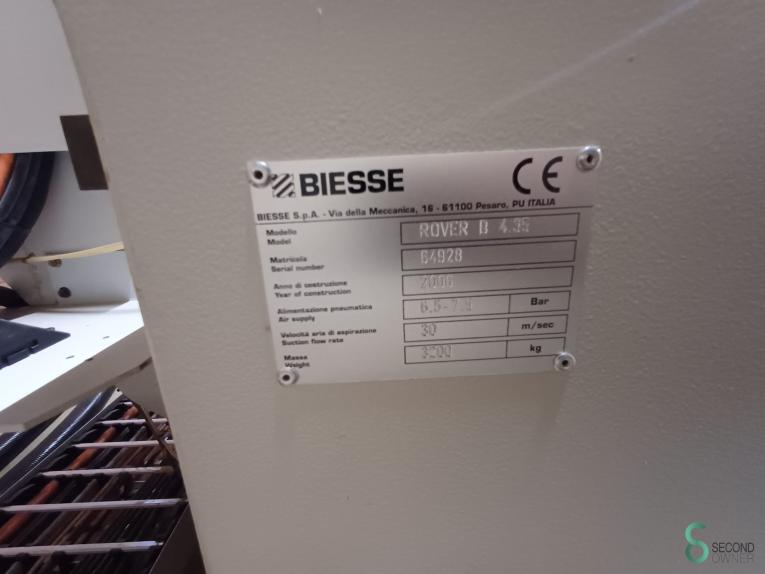 BIESSE CE
BIESSE S.p.A. - Via della Meccanica, 16 - 61100 Pesaro, PU ITALIA
Modello
Model
ROVER B 4.35
Matricola
Serial number
64928
Anno di costruzione
Year of construction
Alimentazione pneumatica
Air supply
Bar
Velocità aria di aspirazione
Suction flow rate
30 m/sec
Massa
Weight
3200 kg
SECOND
OWNER